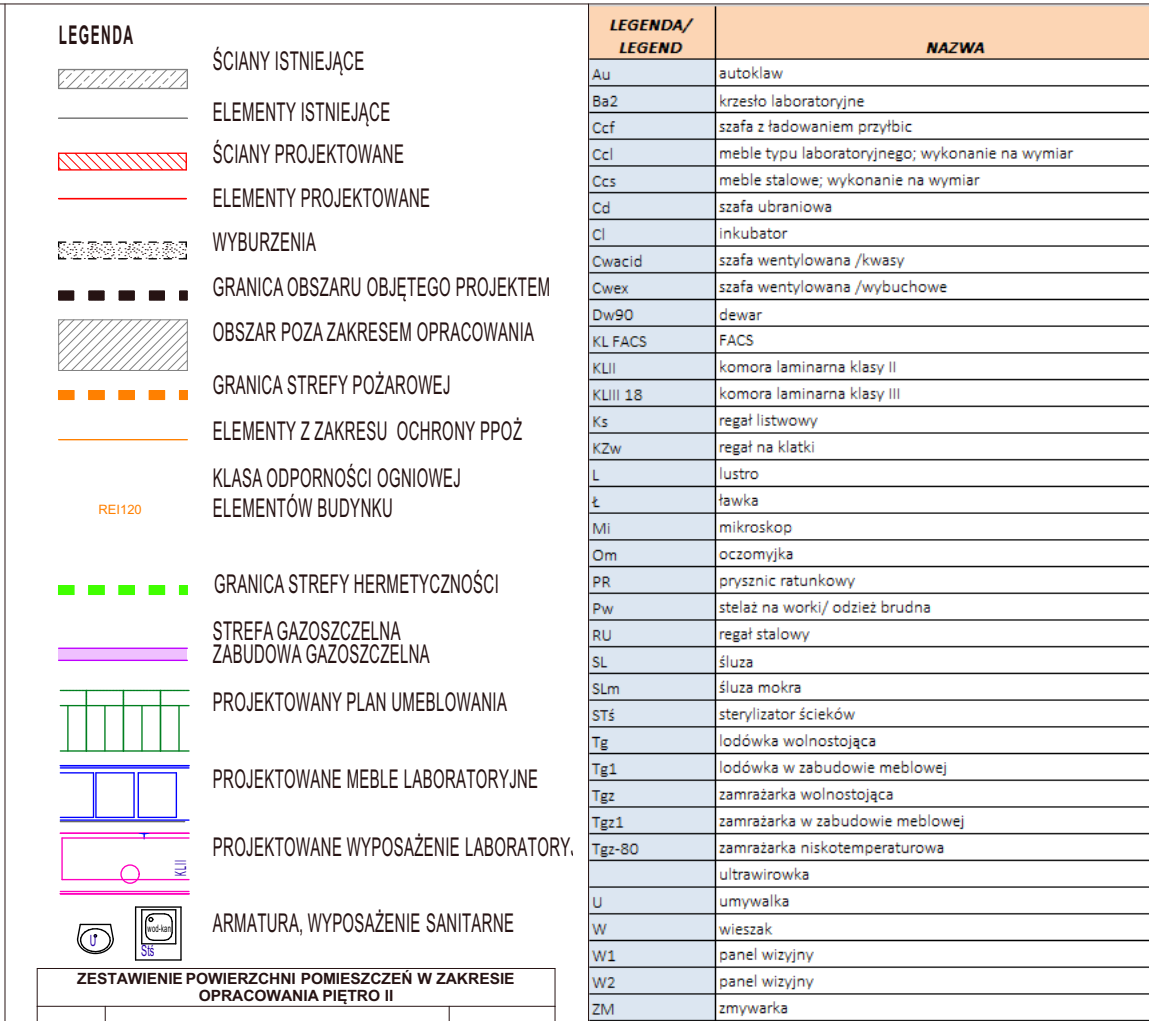 LEGENDA
ŚCIANY ISTNIEJĄCE
ELEMENTY ISTNIEJĄCE
ŚCIANY PROJEKTOWANE
ELEMENTY PROJEKTOWANE
WYBURZENIA
GRANICA OBSZARU OBJĘTEGO PROJEKTEM
OBSZAR POZA ZAKRESEM OPRACOWANIA
GRANICA STREFY POŻAROWEJ
ELEMENTY Z ZAKRESU OCHRONY PPOŻ
KLASA ODPORNOŚCI OGNIOWEJ
REI120 ELEMENTÓW BUDYNKU
GRANICA STREFY HERMETYCZNOŚCI
STREFA GAZOSZCZELNA
ZABUDOWA GAZOSZCZELNA
PROJEKTOWANY PLAN UMEBLOWANIA
PROJEKTOWANE MEBLE LABORATORYJNE
KLII PROJEKTOWANE WYPOSAŻENIE LABORATORYJ
U wod-kan Stś ARMATURA, WYPOSAŻENIE SANITARNE
ZESTAWIENIE POWIERZCHNI POMIESZCZEŃ W ZAKRESIE
OPRACOWANIA PIĘTRO II
LEGENDA/
LEGEND NAZWA
Au autoklaw
Ba2 krzesło laboratoryjne
Ccf szafa z ładowaniem przyłbic
Ccl meble typu laboratoryjnego; wykonanie na wymiar
Ccs meble stalowe; wykonanie na wymiar
Cd szafa ubraniowa
Cl inkubator
Cwacid szafa wentylowana /kwasy
Cwex szafa wentylowana /wybuchowe
Dw90 dewar
KL FACS FACS
KLII komora laminarna klasy II
KLIII 18 komora laminarna klasy III
Ks regał listwowy
KZw regał na klatki
L lustro
Ł ławka
Mi mikroskop
Om oczomyjka
PR prysznic ratunkowy
Pw stelaż na worki/ odzież brudna
RU regał stalowy
SL śluza
SLm śluza mokra
STś sterylizator ścieków
Tg lodówka wolnostojąca
Tg1 lodówka w zabudowie meblowej
Tgz zamrażarka wolnostojąca
Tgz1 zamrażarka w zabudowie meblowej
Tgz-80 zamrażarka niskotemperaturowa
ultrawirowka
U umywalka
W wieszak
W1 panel wizyjny
W2 panel wizyjny
ZM zmywarka